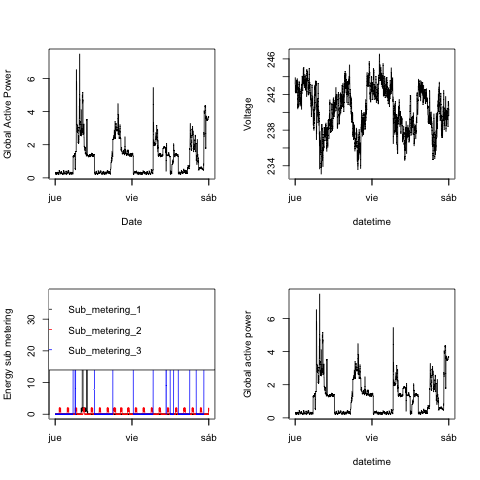 Global Active Power
0 2 4 6
jue vie sáb
Date
Voltage
234 238 242 246
jue vie sáb
datetime
Energy sub metering
0 10 20 30
Sub_metering_1
Sub_metering_2
Sub_metering_3
jue vie sáb
Global active power
0 2 4 6
jue vie sáb
datetime